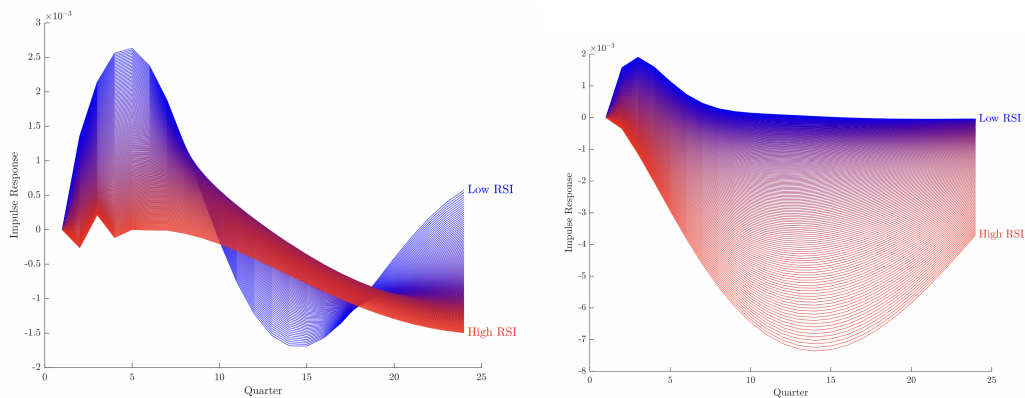 ×10⁻³
3
2.5
2
1.5
1
0.5
0
-0.5
-1
-1.5
-2
Impulse Response
0 5 10 15 20 25
Quarter
Low RSI
High RSI
×10⁻³
2
1
0
-1
-2
-3
-4
-5
-6
-7
-8
Impulse Response
0 5 10 15 20 25
Quarter
Low RSI
High RSI